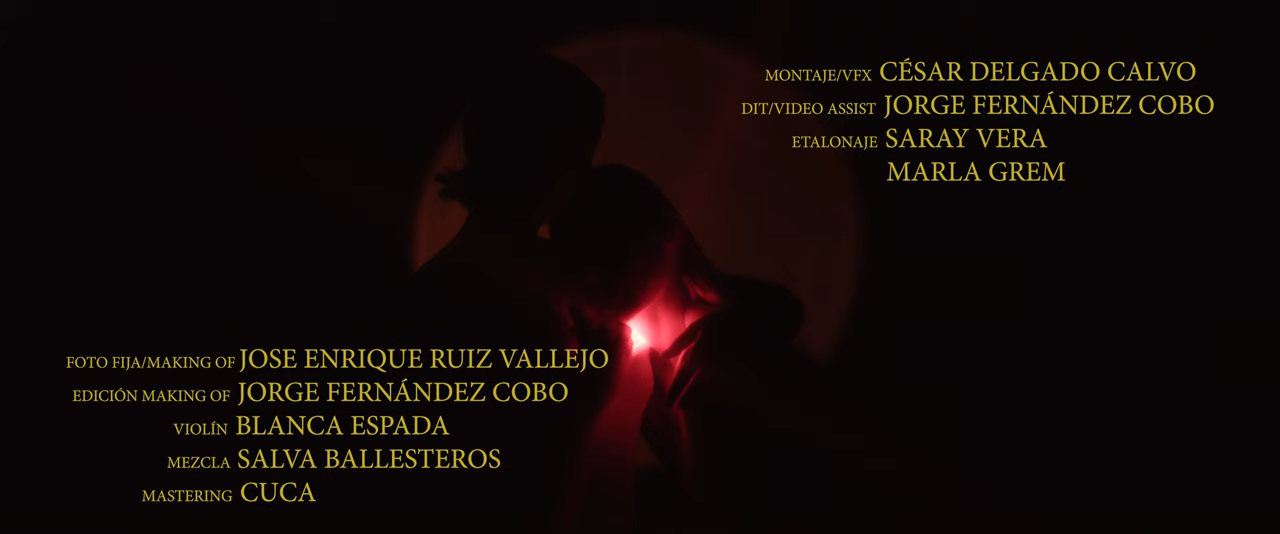 MONTAJE/VFX CÉSAR DELGADO CALVO
DIT/VIDEO ASSIST JORGE FERNÁNDEZ COBO
ETALONAJE SARAY VERA
MARLA GREM
FOTO FIJA/MAKING OF JOSE ENRIQUE RUIZ VALLEJO
EDICIÓN MAKING OF JORGE FERNÁNDEZ COBO
VIOLÍN BLANCA ESPADA
MEZCLA SALVA BALLESTEROS
MASTERING CUCA